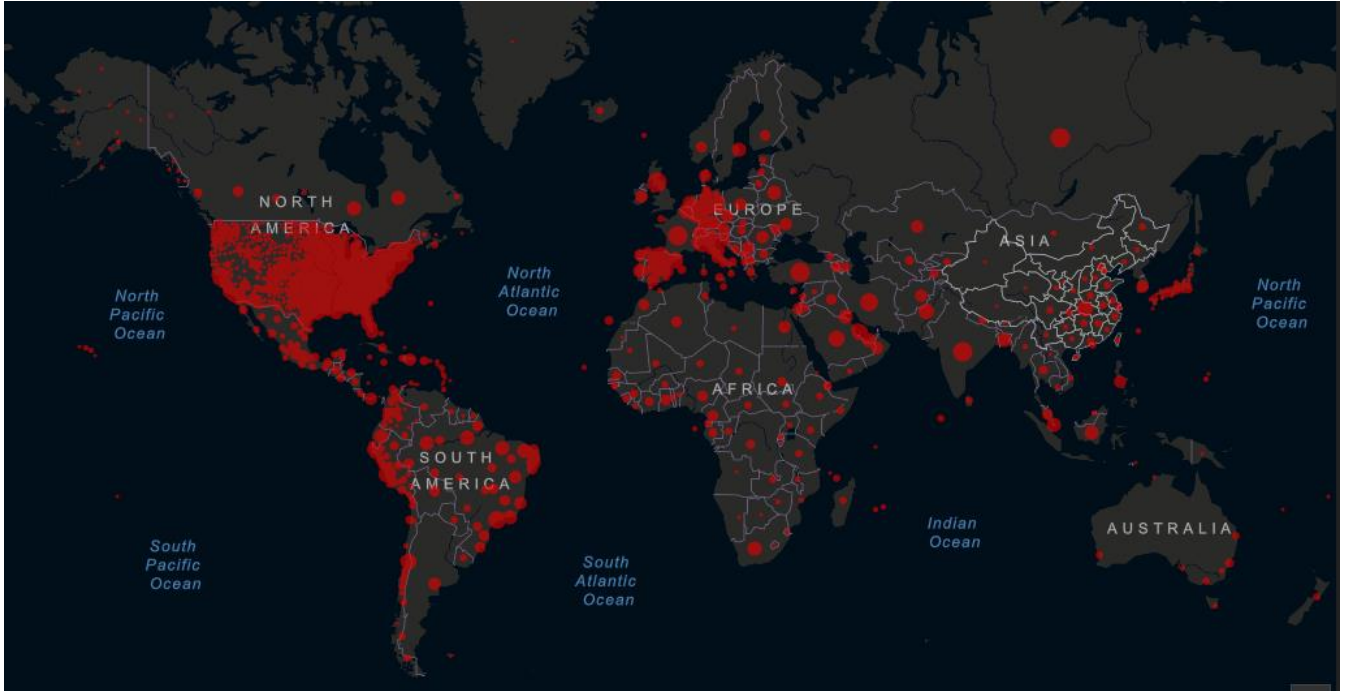 NORTH
AMERICA
EUROPE
ASIA
North
Pacific
Ocean
North
Atlantic
Ocean
North
Pacific
Ocean
AFRICA
SOUTH
AMERICA
South
Pacific
Ocean
South
Atlantic
Ocean
Indian
Ocean
AUSTRALIA